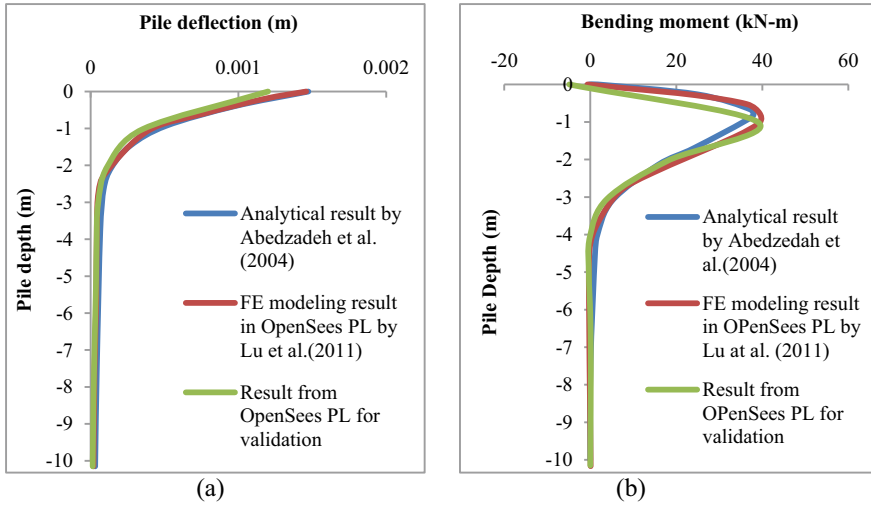 Pile deflection (m)
0 0.001 0.002
0
-1
-2
-3
-4
-5
-6
-7
-8
-9
-10
Pile depth (m)
Analytical result by
Abedzadeh et al.
(2004)
FE modeling result
in OpenSees PL by
Lu et al.(2011)
Result from
OpenSees PL for
validation
(a)
Bending moment (kN-m)
-20 0 20 40 60
0
-1
-2
-3
-4
-5
-6
-7
-8
-9
-10
Pile Depth (m)
Analytical result
by Abedzedah et
al.(2004)
FE modeling result
in OPenSees PL by
Lu at al. (2011)
Result from
OPenSees PL for
validation
(b)